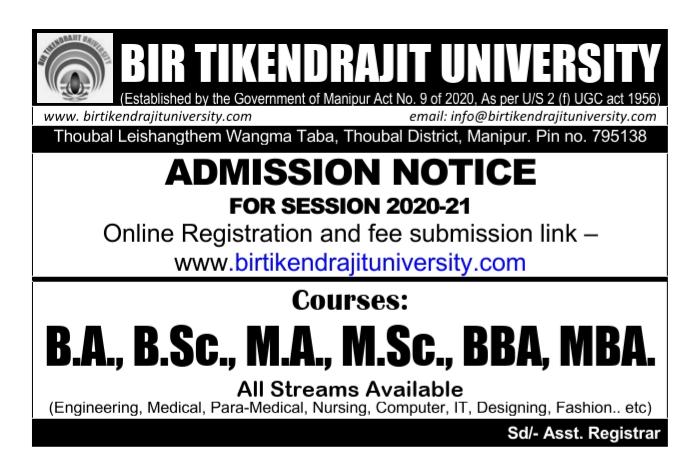 BIR TIKENDRAJIT UNIVERSITY
BIR TIKENDRAJIT UNIVERSITY
(Established by the Government of Manipur Act No. 9 of 2020, As per U/S 2 (f) UGC act 1956)
www. birtikendrajituniversity.com email: info@birtikendrajituniversity.com
Thoubal Leishangthem Wangma Taba, Thoubal District, Manipur. Pin no. 795138
ADMISSION NOTICE
FOR SESSION 2020-21
Online Registration and fee submission link –
www.birtikendrajituniversity.com
Courses:
B.A., B.Sc., M.A., M.Sc., BBA, MBA.
All Streams Available
(Engineering, Medical, Para-Medical, Nursing, Computer, IT, Designing, Fashion.. etc)
Sd/- Asst. Registrar